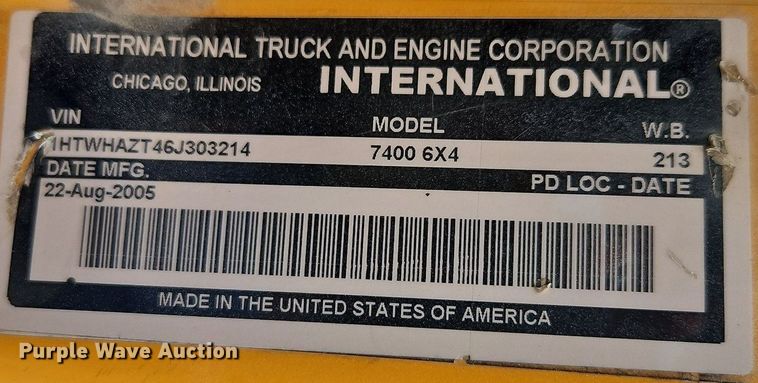 INTERNATIONAL TRUCK AND ENGINE CORPORATION
CHICAGO, ILLINOIS INTERNATIONAL®
VIN MODEL W.B.
1HTWHAZT46J303214 7400 6X4 213
DATE MFG. PD LOC - DATE
22-Aug-2005
MADE IN THE UNITED STATES OF AMERICA
Purple Wave Auction